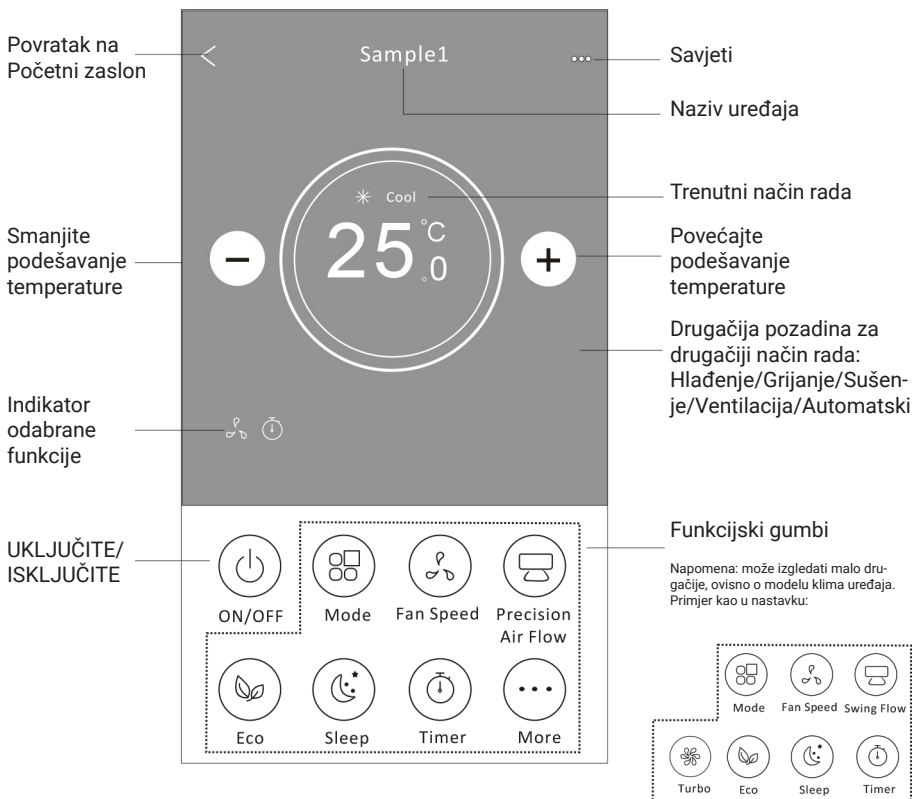 Povratak na
Početni zaslon
Sample1
Savjeti
Naziv uređaja
Cool
Trenutni način rada
Smanjite
podešavanje
temperature
−
25 °C
.0
+
Povećajte
podešavanje
temperature
Drugačija pozadina za
drugačiji način rada:
Hlađenje/Grijanje/Sušen-
je/Ventilacija/Automatski
Indikator
odabrane
funkcije
UKLJUČITE/
ISKLJUČITE
Funkcijski gumbi
Napomena: može izgledati malo dru-
gačije, ovisno o modelu klima uređaja.
Primjer kao u nastavku:
ON/OFF
Mode
Fan Speed
Precision
Air Flow
Eco
Sleep
Timer
More
Mode
Fan Speed
Swing Flow
Turbo
Eco
Sleep
Timer